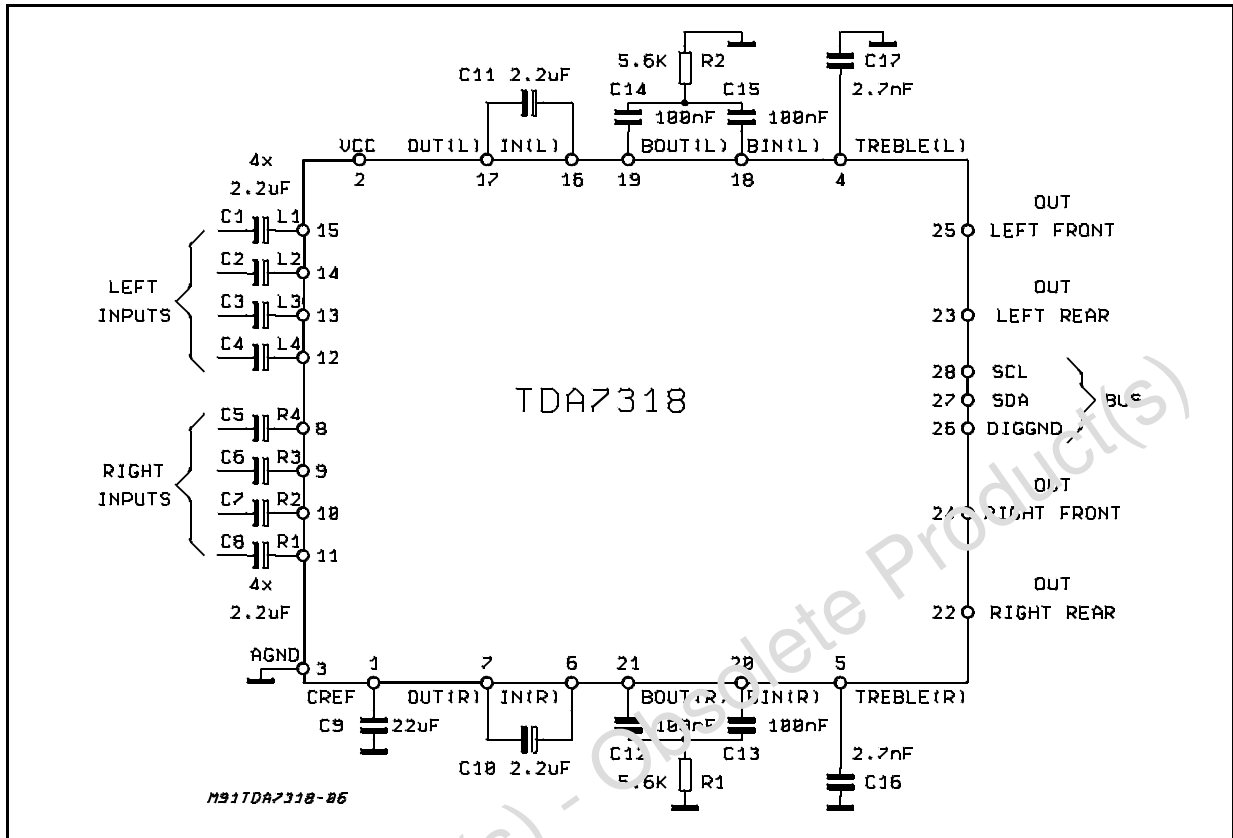 5.6K R2
C17
C11 2.2uF
C14 C15
2.7nF
100nF 100nF
VCC OUT(L) IN(L) BOUT(L) BIN(L) TREBLE(L)
2 17 16 19 18 4
4x
2.2uF
C1 L1 15
C2 L2 14
C3 L3 13
C4 L4 12
LEFT
INPUTS
C5 R4 8
C6 R3 9
C7 R2 10
C8 R1 11
RIGHT
INPUTS
4x
2.2uF
TDA7318
OUT
25 LEFT FRONT
OUT
23 LEFT REAR
28 SCL
27 SDA
26 DIGGND
BUS
OUT
24 RIGHT FRONT
OUT
22 RIGHT REAR
AGND 3
1 7 6 21 20 5
CREF OUT(R) IN(R) BOUT(R) BIN(R) TREBLE(R)
C9 22uF
100nF 100nF
C12 C13
C10 2.2uF
5.6K R1
2.7nF
C16
M91TDA7318-06
(s) - Obsolete Product(s)